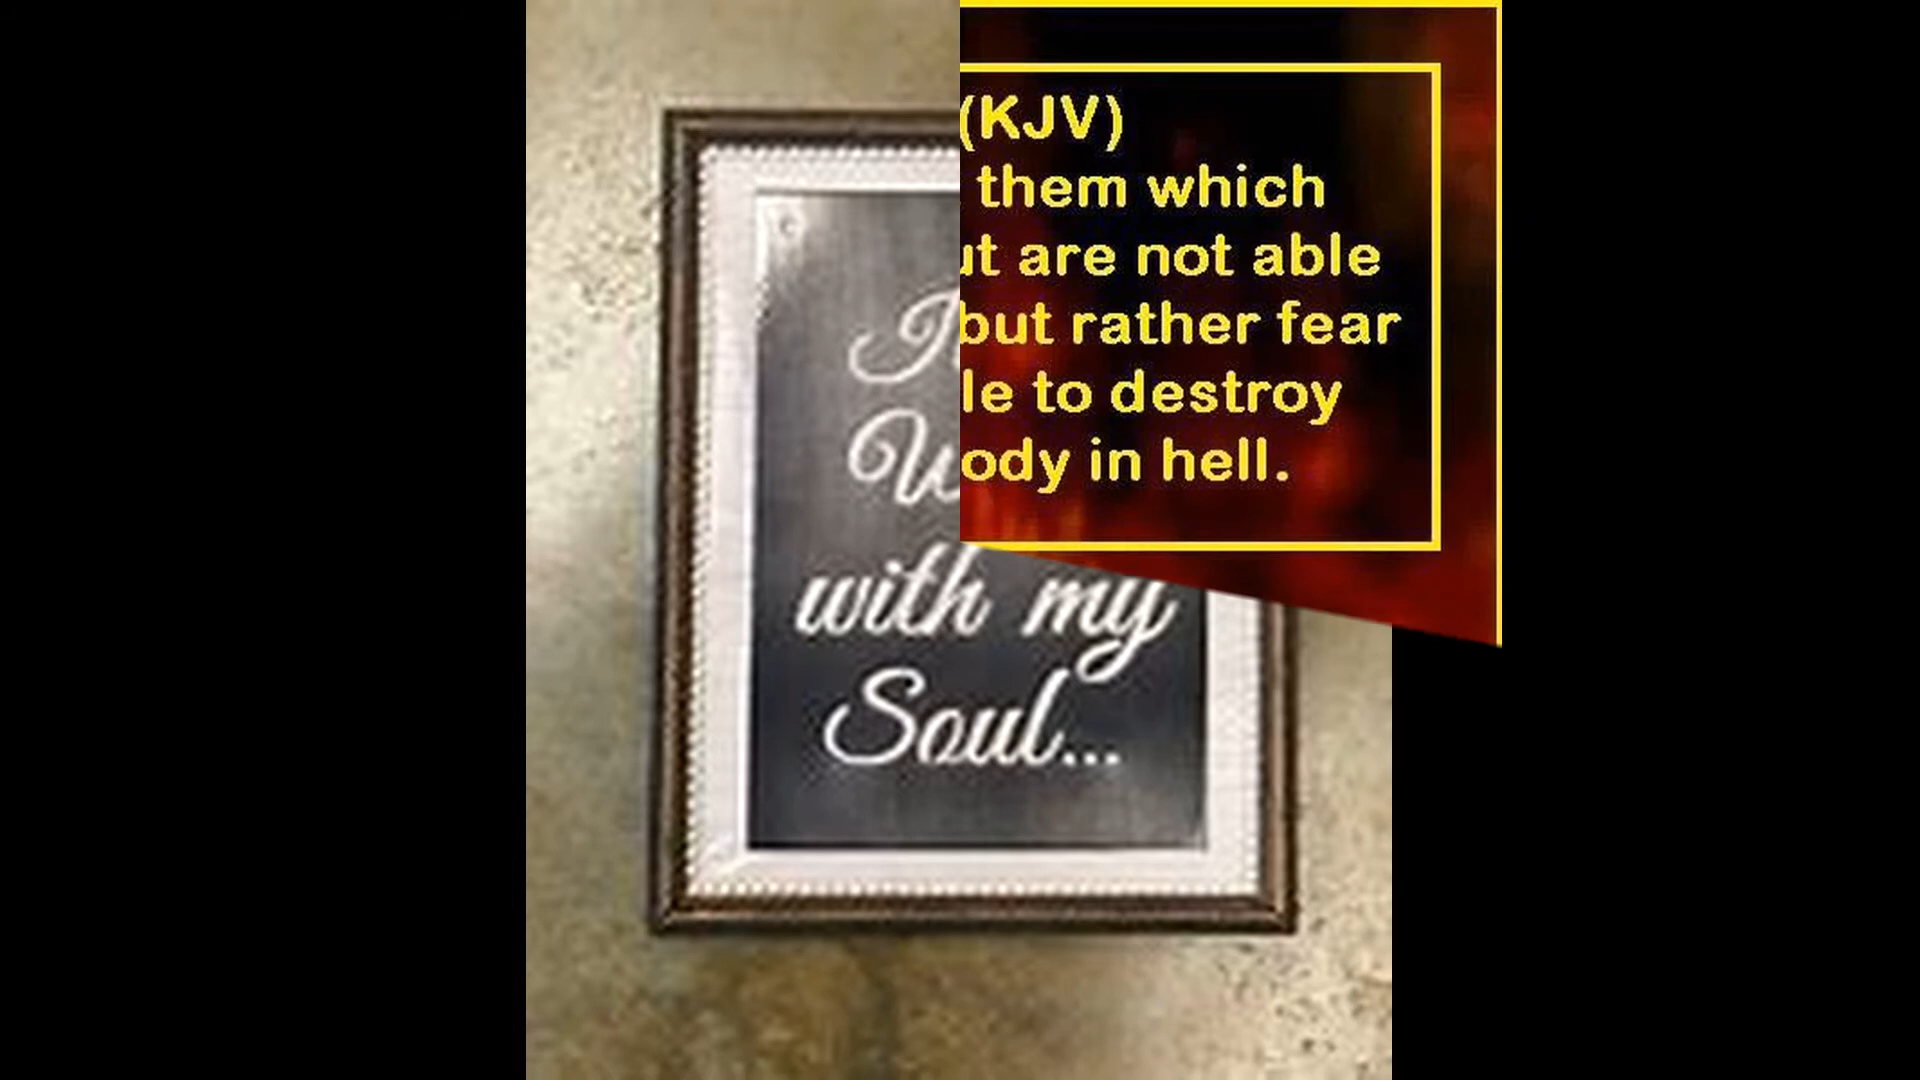 (KJV)
them which
ut are not able
but rather fear
le to destroy
ody in hell.
with my
Soul...